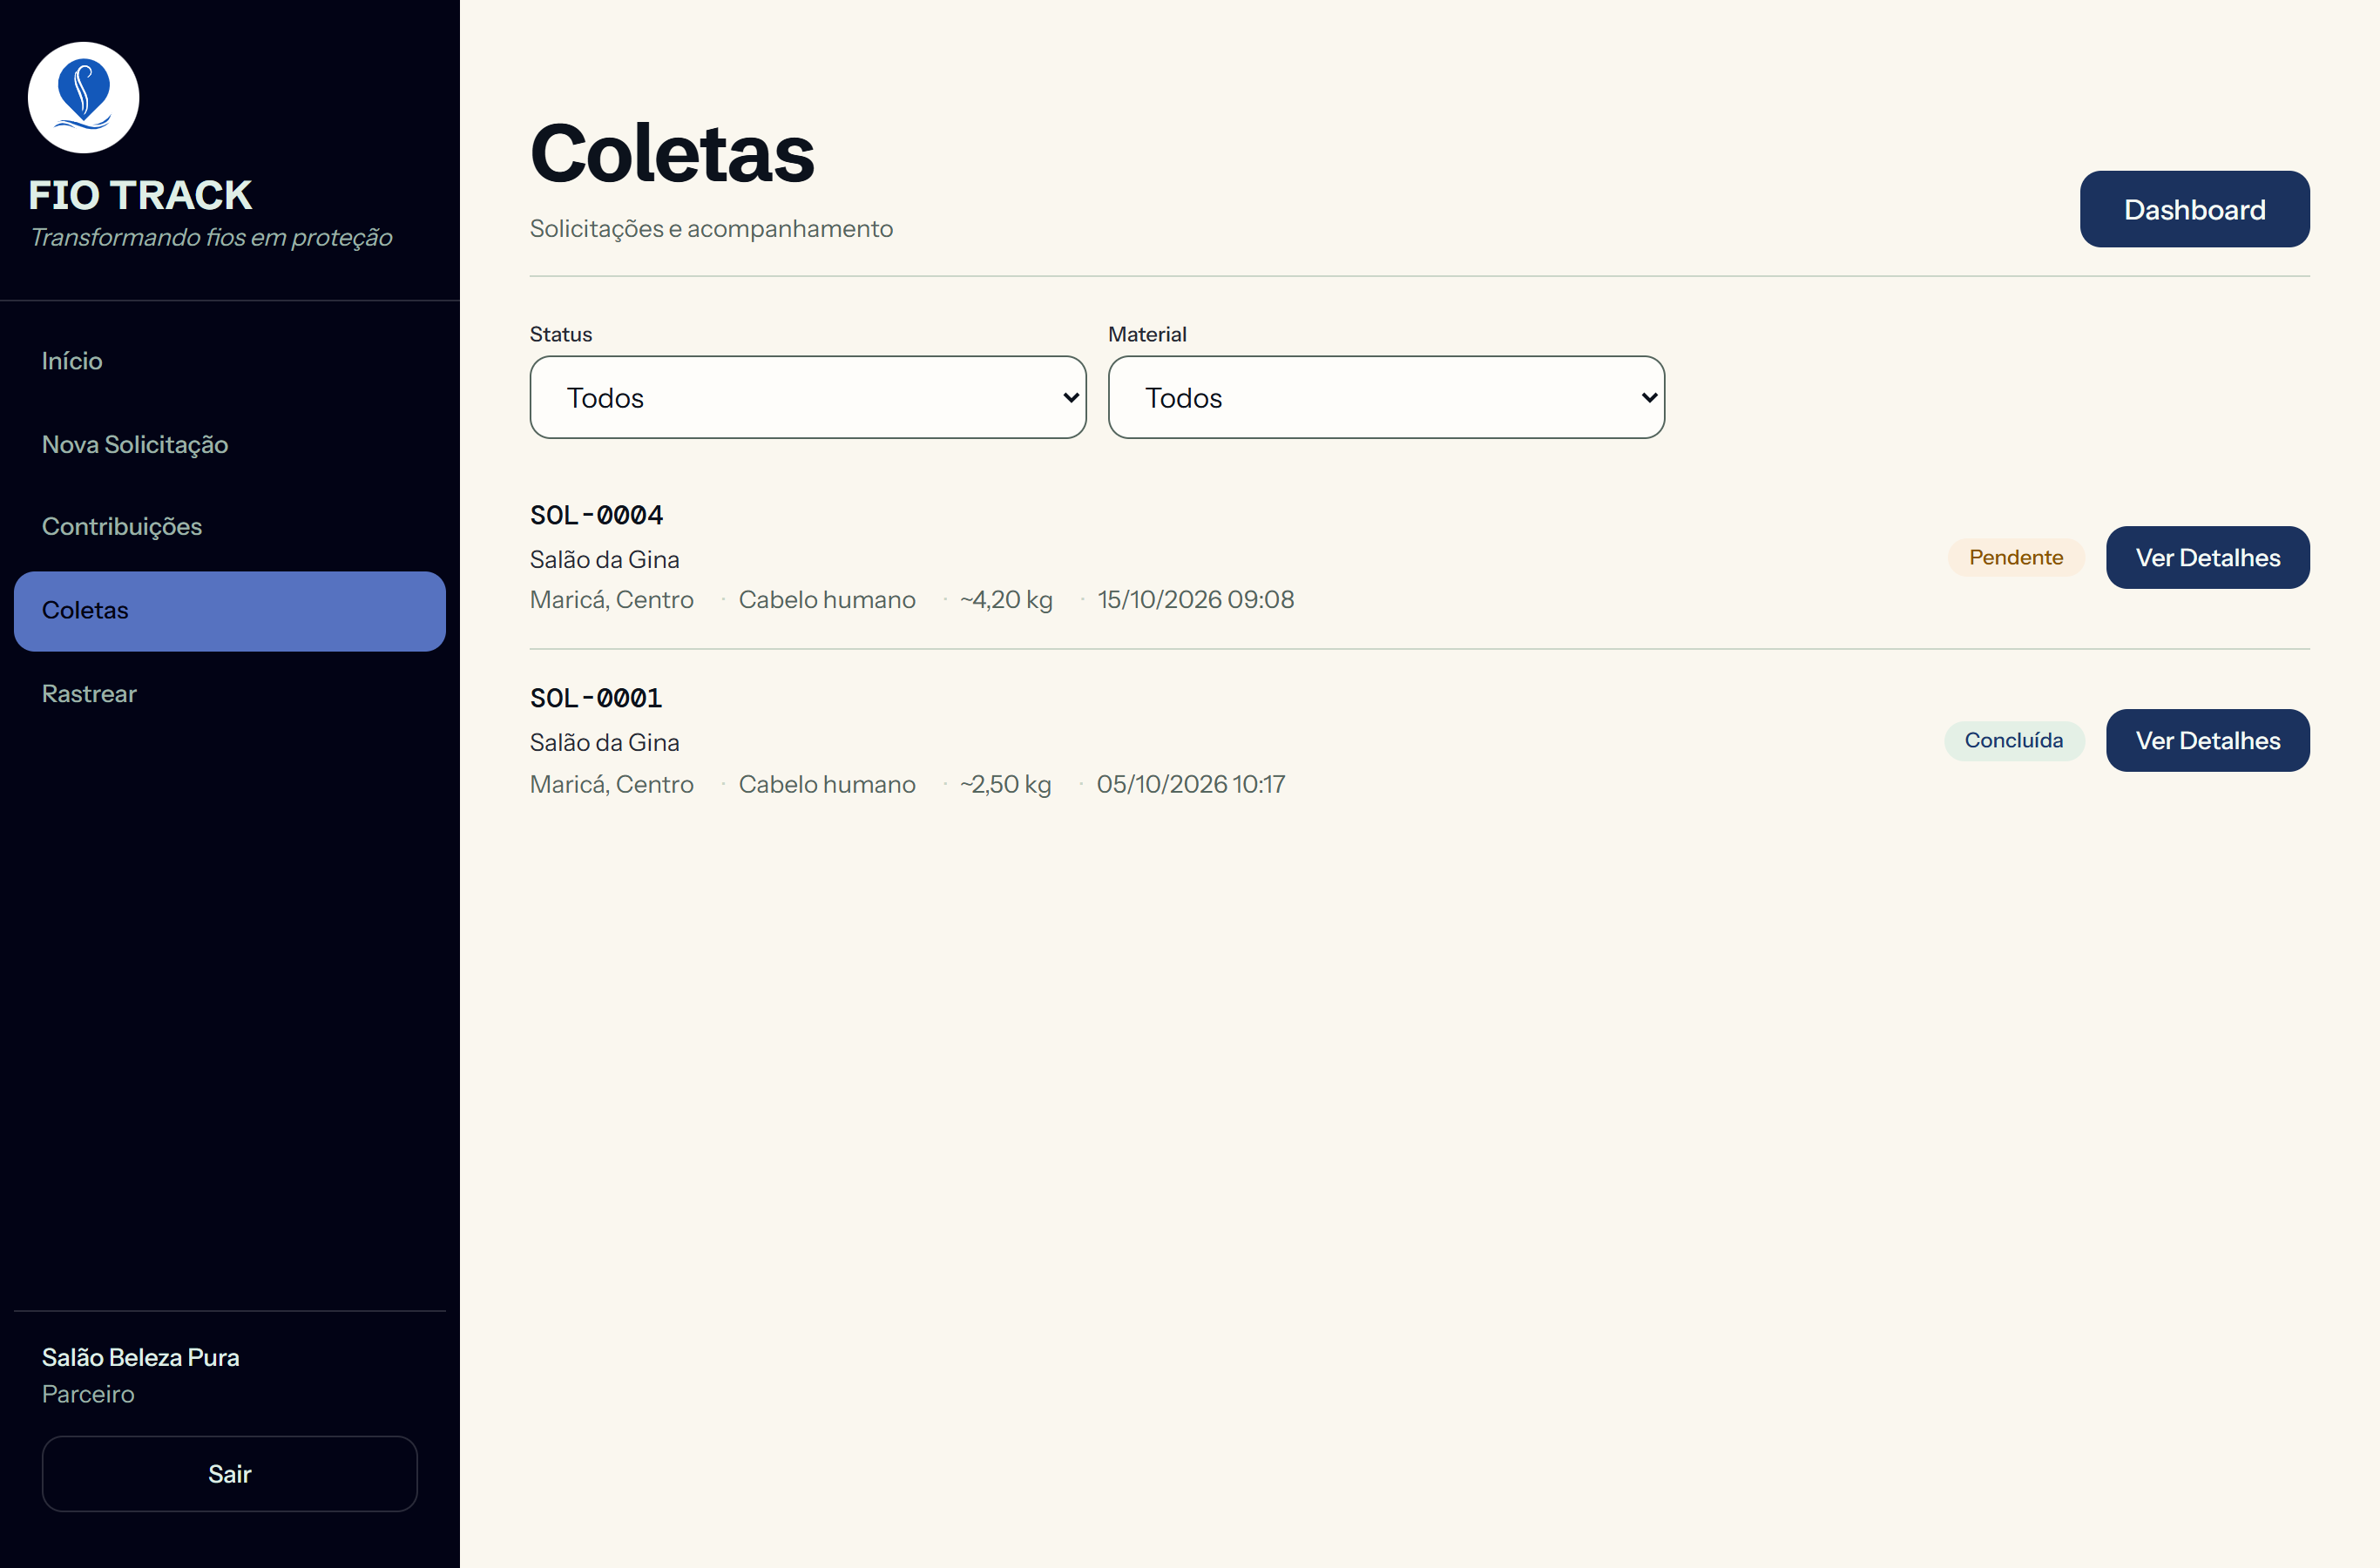 FIO TRACK
Transformando fios em proteção
Início
Nova Solicitação
Contribuições
Coletas
Rastrear
Salão Beleza Pura
Parceiro
Sair
Coletas
Solicitações e acompanhamento
Dashboard
Status
Material
Todos
Todos
SOL-0004
Salão da Gina
Maricá, Centro · Cabelo humano · ~4,20 kg · 15/10/2026 09:08
Pendente
Ver Detalhes
SOL-0001
Salão da Gina
Maricá, Centro · Cabelo humano · ~2,50 kg · 05/10/2026 10:17
Concluída
Ver Detalhes